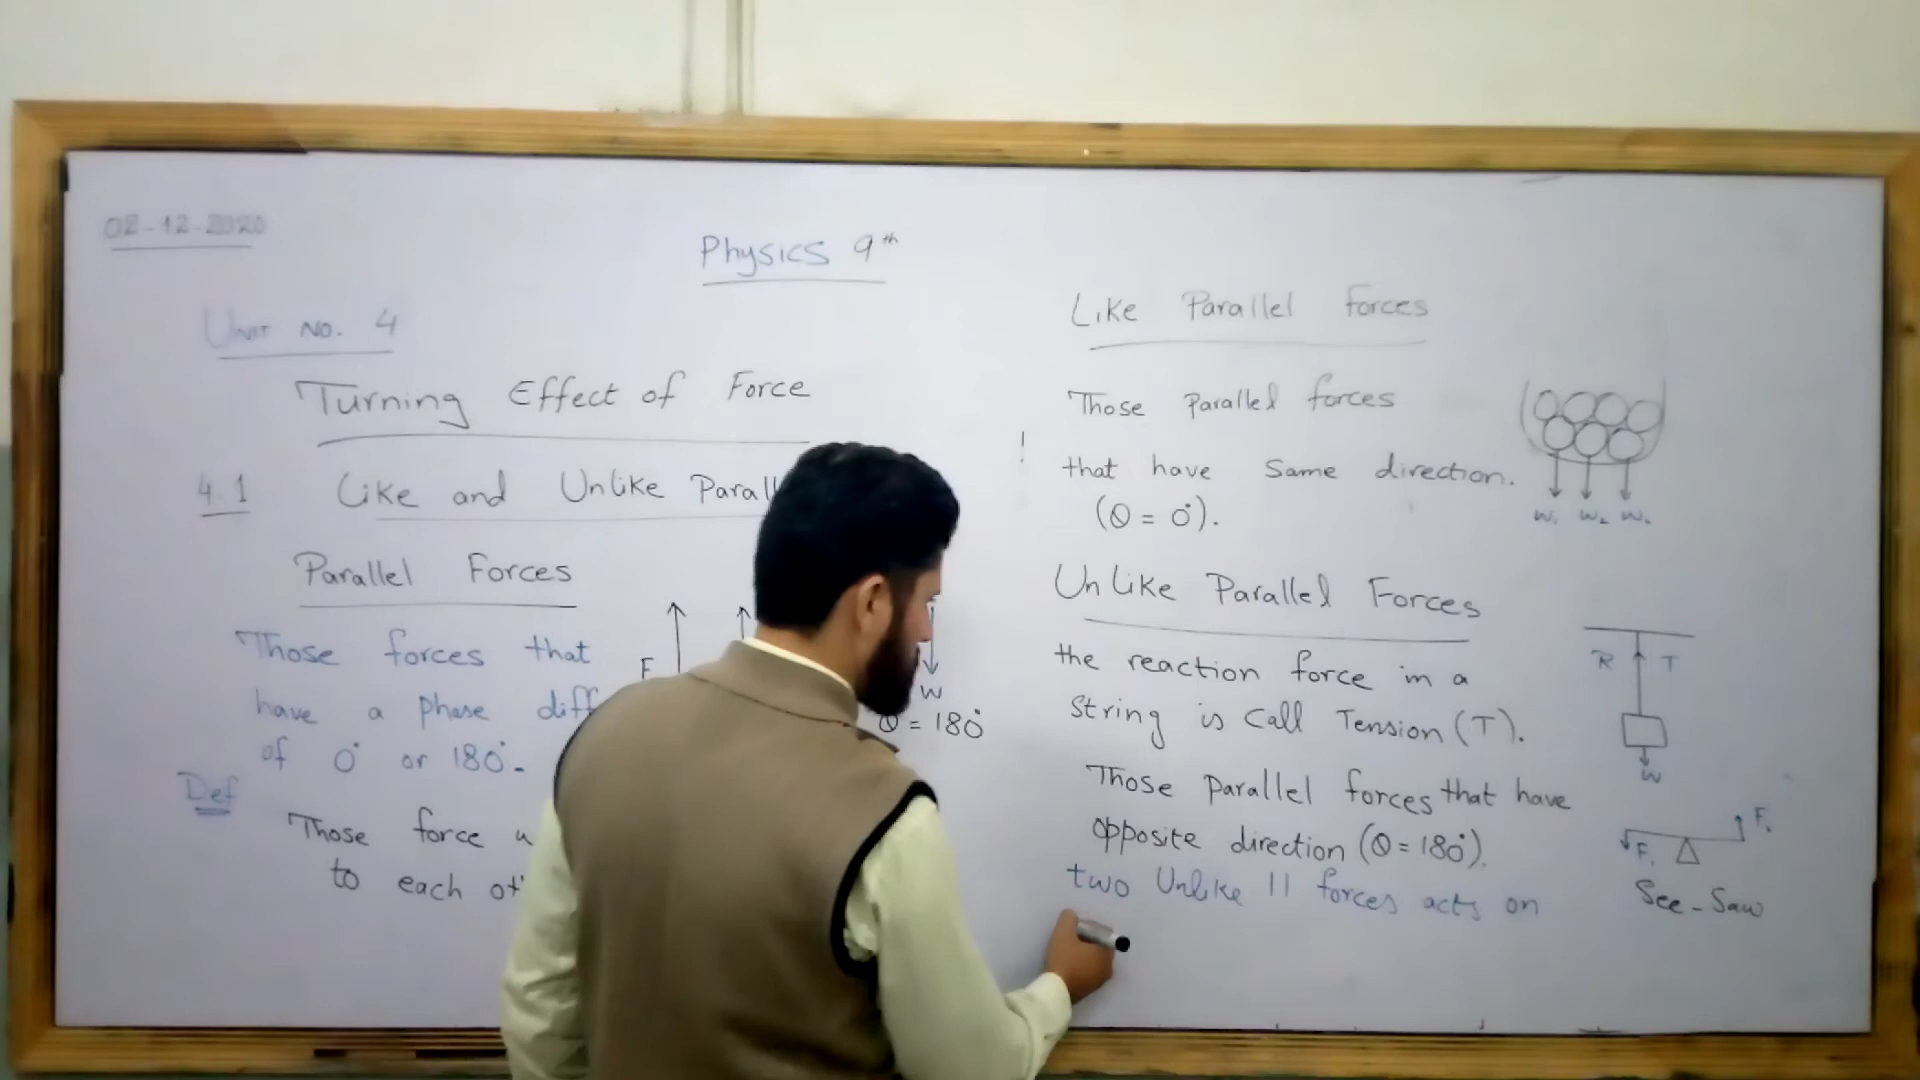 02-12-2020
Physics 9th
Unit No. 4
Turning Effect of Force
4.1 Like and Unlike Parall
Parallel Forces
Those forces that
have a phase diff
of 0° or 180°.
Def
Those force
to each ot
F
W
θ = 180°
Like Parallel forces
Those Parallel forces
that have Same direction.
(θ = 0°).
W₁ W₂ W₃
UnLike Parallel Forces
the reaction force in a
String is Call Tension (T).
R T
W
Those parallel forces that have
opposite direction (θ = 180°).
two Unlike || forces acts on
F₁
See-Saw